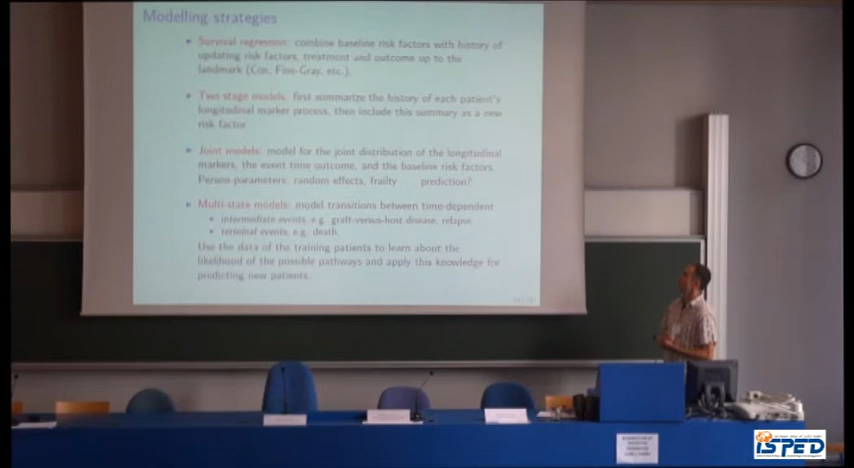 Modelling strategies
Survival regression: combine baseline risk factors with history of
updating risk factors, treatment and outcome up to the
landmark (Cox, Fine-Gray, etc.).
Two stage models: first summarize the history of each patient's
longitudinal marker process, then include this summary as a new
risk factor.
Joint models: model for the joint distribution of the longitudinal
markers, the event time outcome, and the baseline risk factors.
Person-parameters, random effects, frailty prediction?
Multi-state models: model transitions between time-dependent
intermediate events, e.g. graft-versus-host disease, relapse.
terminal events, e.g. death.
Use the data of the training patients to learn about the
likelihood of the possible pathways and apply this knowledge for
predicting new patients.
ISPED